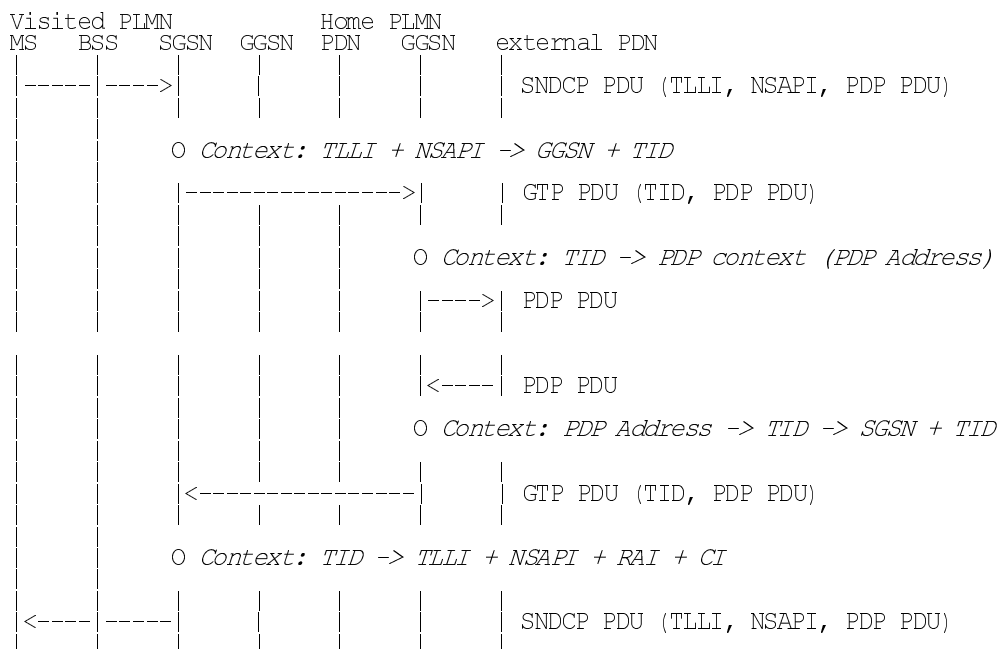 Visited PLMN Home PLMN
MS BSS SGSN GGSN PDN GGSN external PDN
SNDCP PDU (TLLI, NSAPI, PDP PDU)
O Context: TLLI + NSAPI -> GGSN + TID
GTP PDU (TID, PDP PDU)
O Context: TID -> PDP context (PDP Address)
PDP PDU
PDP PDU
O Context: PDP Address -> TID -> SGSN + TID
GTP PDU (TID, PDP PDU)
O Context: TID -> TLLI + NSAPI + RAI + CI
SNDCP PDU (TLLI, NSAPI, PDP PDU)